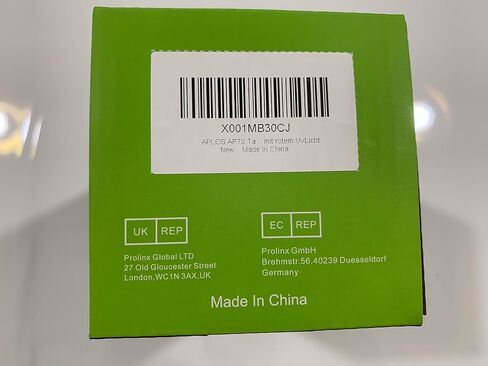 X001MB30CJ
APLOS AP70 Ta... mit rotem UVLicht
New Made In China
UK REP
Prolinx Global LTD
27 Old Gloucester Street
London,WC1N 3AX,UK
EC REP
Prolinx GmbH
Brehmstr.56,40239 Duesseldorf
Germany
Made In China